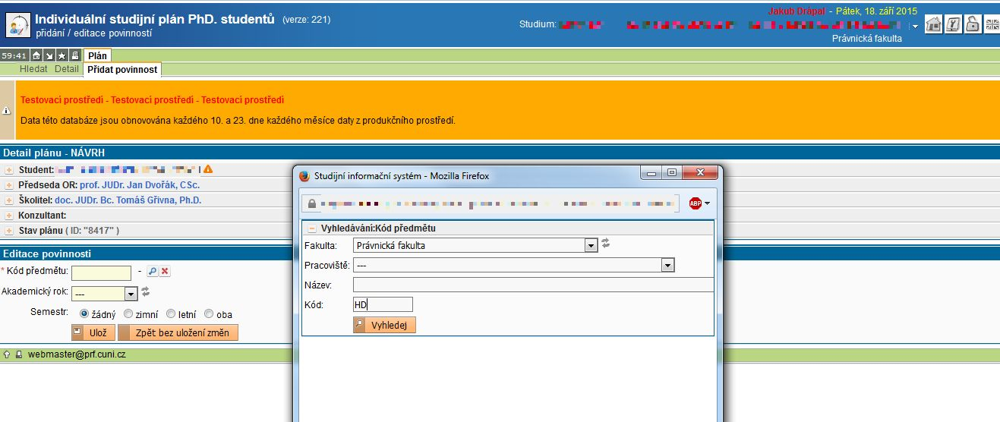 Individuální studijní plán PhD. studentů (verze: 221)
přidání / editace povinností
Jakub Drápal - Pátek, 18. září 2015
Studium:
Právnická fakulta
59:41 Plán
Hledat Detail Přidat povinnost
Testovací prostředí - Testovací prostředí - Testovací prostředí
Data této databáze jsou obnovována každého 10. a 23. dne každého měsíce daty z produkčního prostředí.
Detail plánu - NÁVRH
Student:
Předseda OR: prof. JUDr. Jan Dvořák, CSc.
Školitel: doc. JUDr. Bc. Tomáš Gřivna, Ph.D.
Konzultant:
Stav plánu ( ID: "8417" )
Editace povinnosti
* Kód předmětu: -
Akademický rok: ---
Semestr: žádný zimní letní oba
Ulož Zpět bez uložení změn
webmaster@prf.cuni.cz
Studijní informační systém - Mozilla Firefox
ABP
Vyhledávání:Kód předmětu
Fakulta: Právnická fakulta
Pracoviště: ---
Název:
Kód: HD
Vyhledej